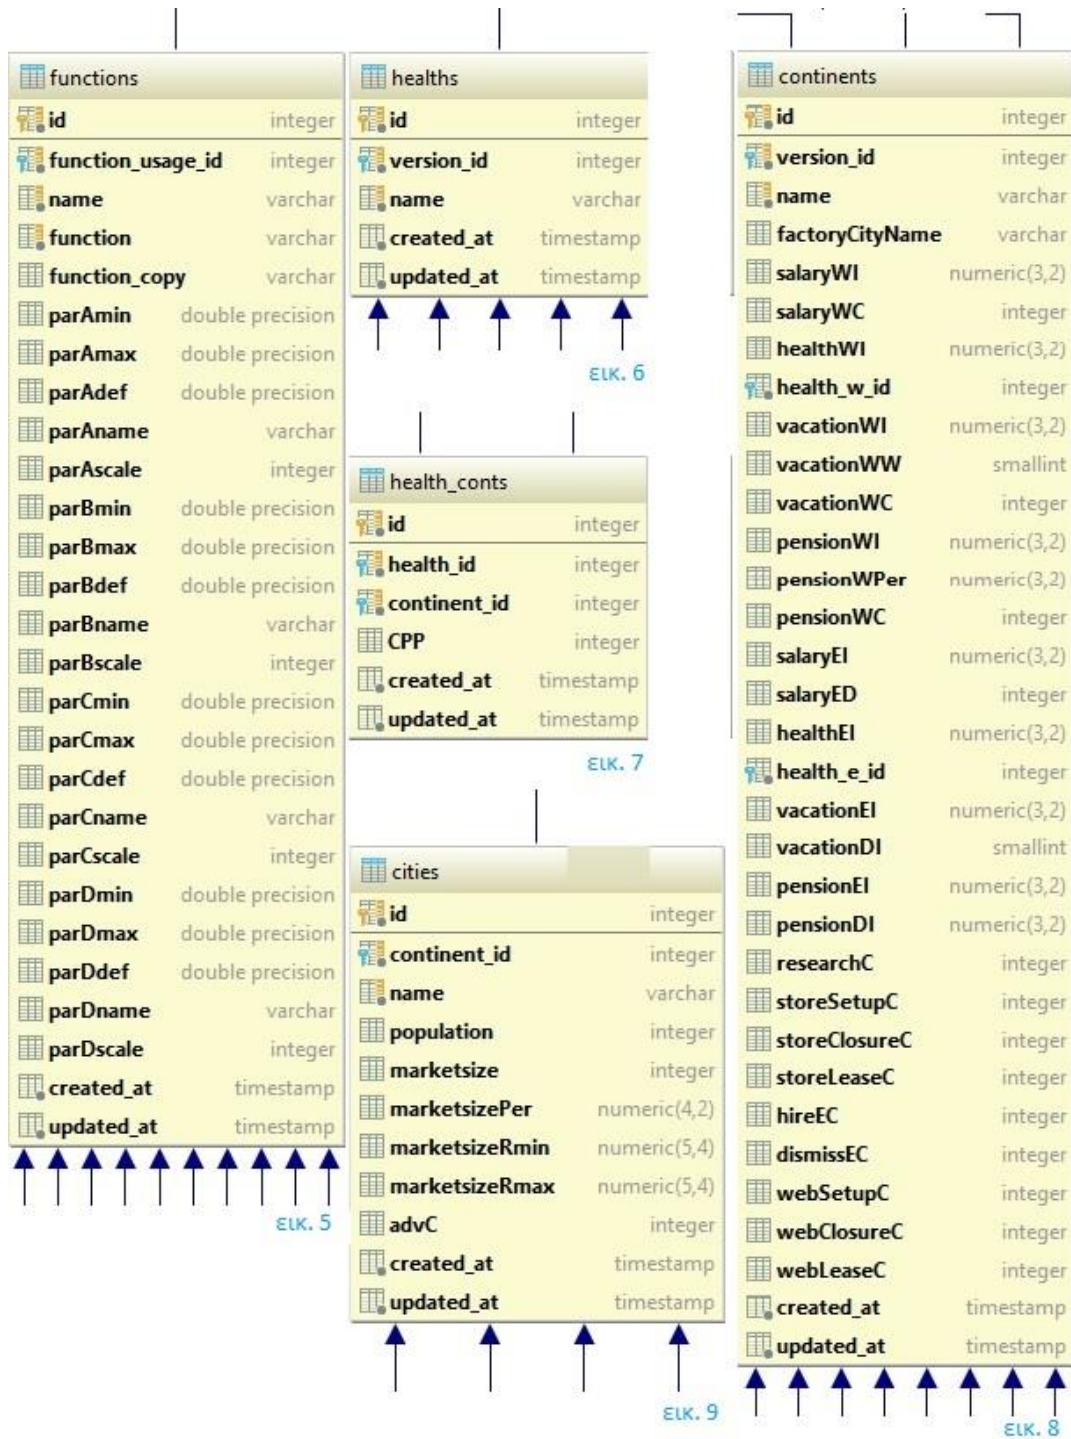 functions
id integer
function_usage_id integer
name varchar
function varchar
function_copy varchar
parAmin double precision
parAmax double precision
parAdef double precision
parAname varchar
parAscale integer
parBmin double precision
parBmax double precision
parBdef double precision
parBname varchar
parBscale integer
parCmin double precision
parCmax double precision
parCdef double precision
parCname varchar
parCscale integer
parDmin double precision
parDmax double precision
parDdef double precision
parDname varchar
parDscale integer
created_at timestamp
updated_at timestamp
εικ. 5
healths
id integer
version_id integer
name varchar
created_at timestamp
updated_at timestamp
εικ. 6
health_conts
id integer
health_id integer
continent_id integer
CPP integer
created_at timestamp
updated_at timestamp
εικ. 7
cities
id integer
continent_id integer
name varchar
population integer
marketsize integer
marketsizePer numeric(4,2)
marketsizeRmin numeric(5,4)
marketsizeRmax numeric(5,4)
advC integer
created_at timestamp
updated_at timestamp
εικ. 9
continents
id integer
version_id integer
name varchar
factoryCityName varchar
salaryWI numeric(3,2)
salaryWC integer
healthWI numeric(3,2)
health_w_id integer
vacationWI numeric(3,2)
vacationWW smallint
vacationWC integer
pensionWI numeric(3,2)
pensionWPer numeric(3,2)
pensionWC integer
salaryEI numeric(3,2)
salaryED integer
healthEI numeric(3,2)
health_e_id integer
vacationEI numeric(3,2)
vacationDI smallint
pensionEI numeric(3,2)
pensionDI numeric(3,2)
researchC integer
storeSetupC integer
storeClosureC integer
storeLeaseC integer
hireEC integer
dismissEC integer
webSetupC integer
webClosureC integer
webLeaseC integer
created_at timestamp
updated_at timestamp
εικ. 8